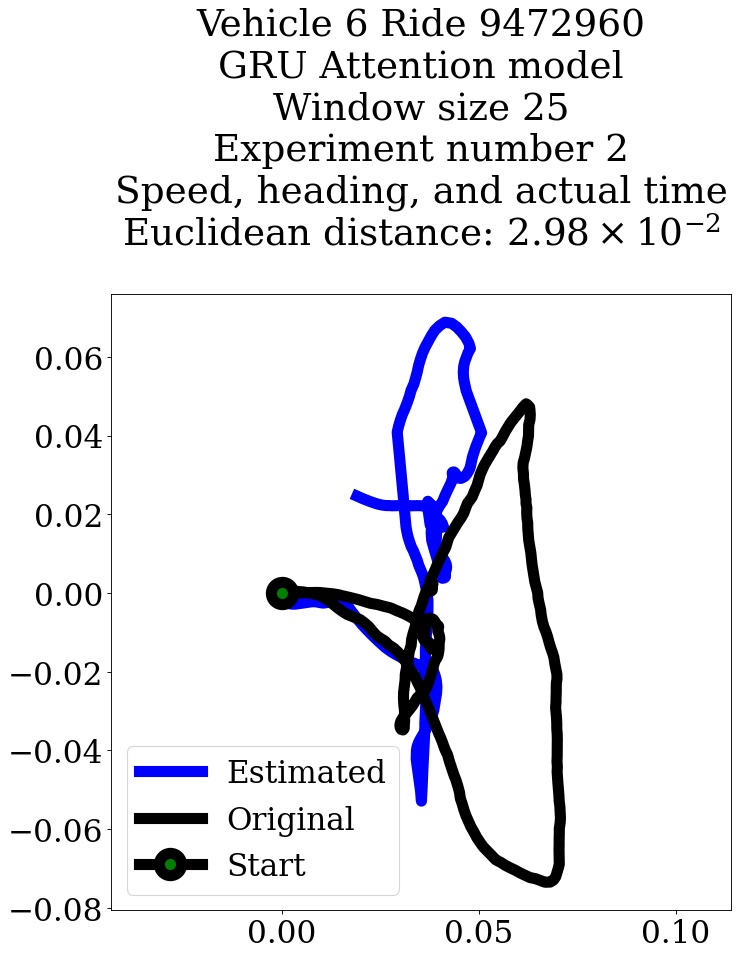 Vehicle 6 Ride 9472960
GRU Attention model
Window size 25
Experiment number 2
Speed, heading, and actual time
Euclidean distance: 2.98 × 10⁻²
0.06
0.04
0.02
0.00
−0.02
−0.04
−0.06
−0.08
Estimated
Original
Start
0.00 0.05 0.10